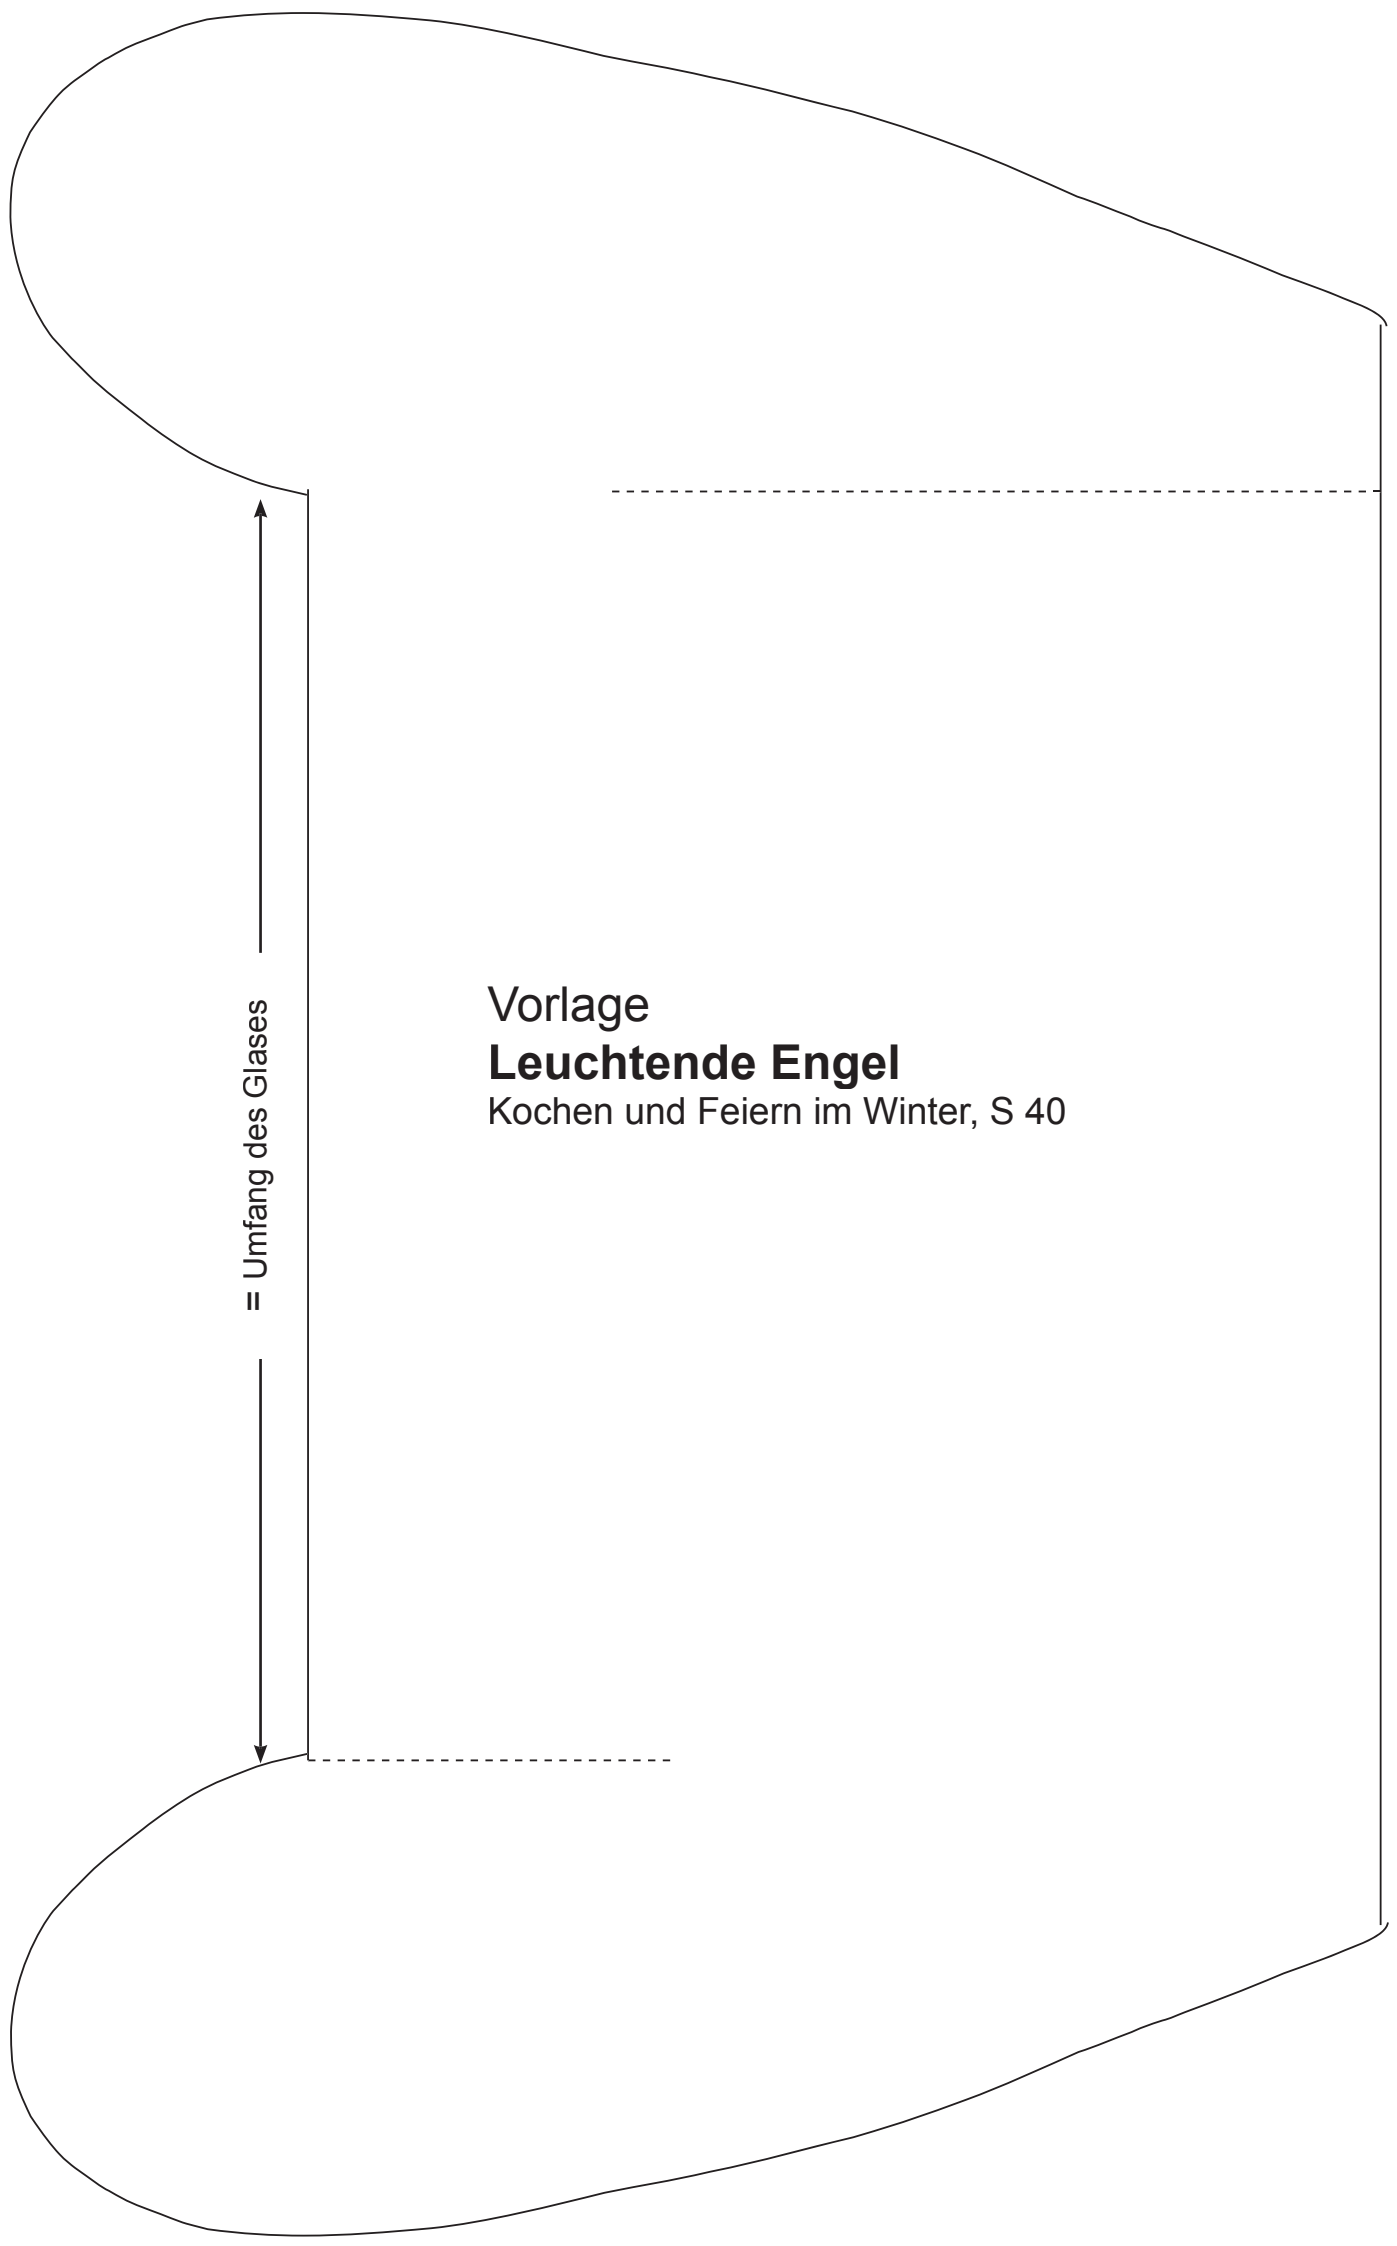 Vorlage
Leuchtende Engel
Kochen und Feiern im Winter, S 40
= Umfang des Glases